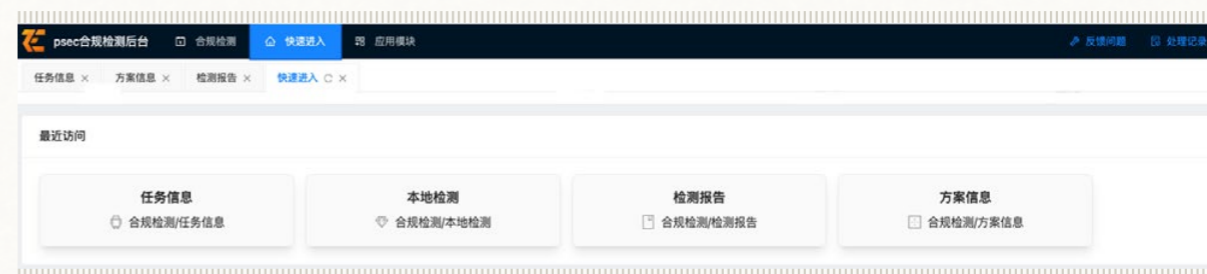 psec合规检测后台 合规检测 快速进入 应用模块 反馈问题 处理记录
任务信息 × 方案信息 × 检测报告 × 快速进入 ×
最近访问
任务信息 本地检测 检测报告 方案信息
合规检测/任务信息 合规检测/本地检测 合规检测/检测报告 合规检测/方案信息